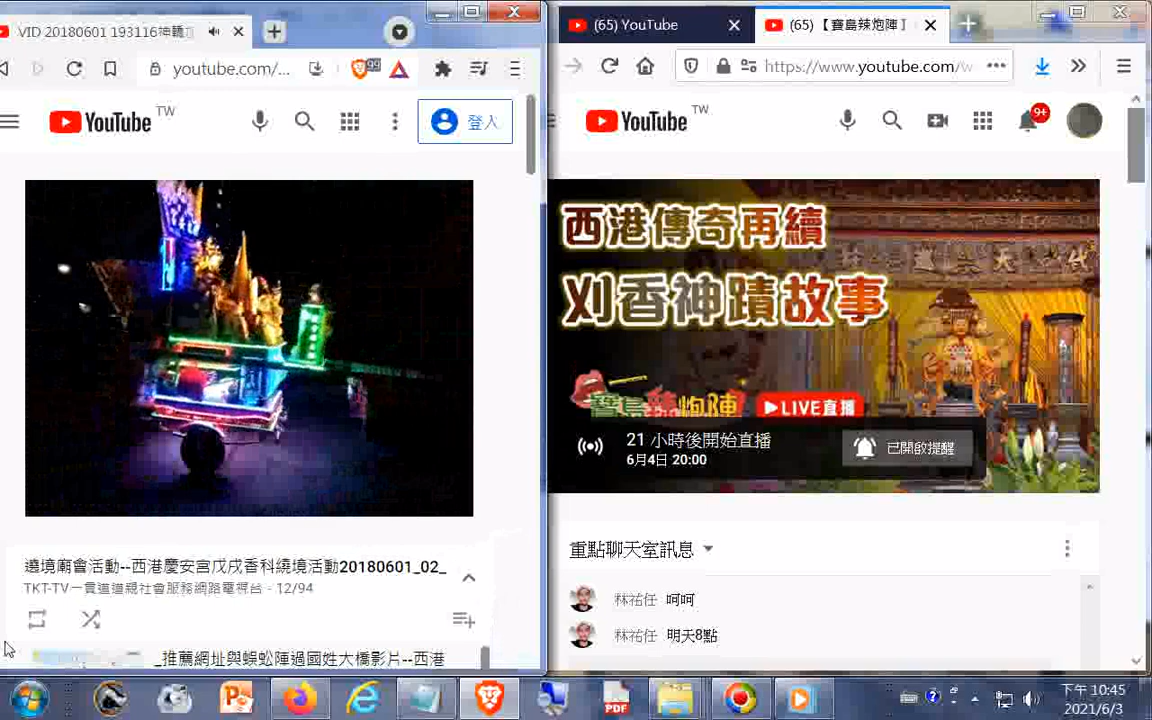 VID 20180601 193116神轎
youtube.com/...
99
YouTube TW
登入
遶境廟會活動--西港慶安宮戊戌香科繞境活動20180601_02_
TKT-TV一貫道道親社會服務網路電視台 - 12/94
_推薦網址與蜈蚣陣過國姓大橋影片--西港
(65) YouTube
(65)【寶島辣炮陣】
https://www.youtube.com/w
YouTube TW
9+
西港傳奇再續
刈香神蹟故事
代天巡狩
寶島辣炮陣
LIVE直播
21 小時後開始直播
6月4日 20:00
已開啟提醒
重點聊天室訊息
林祐任 呵呵
林祐任 明天8點
PDF
下午 10:45
2021/6/3